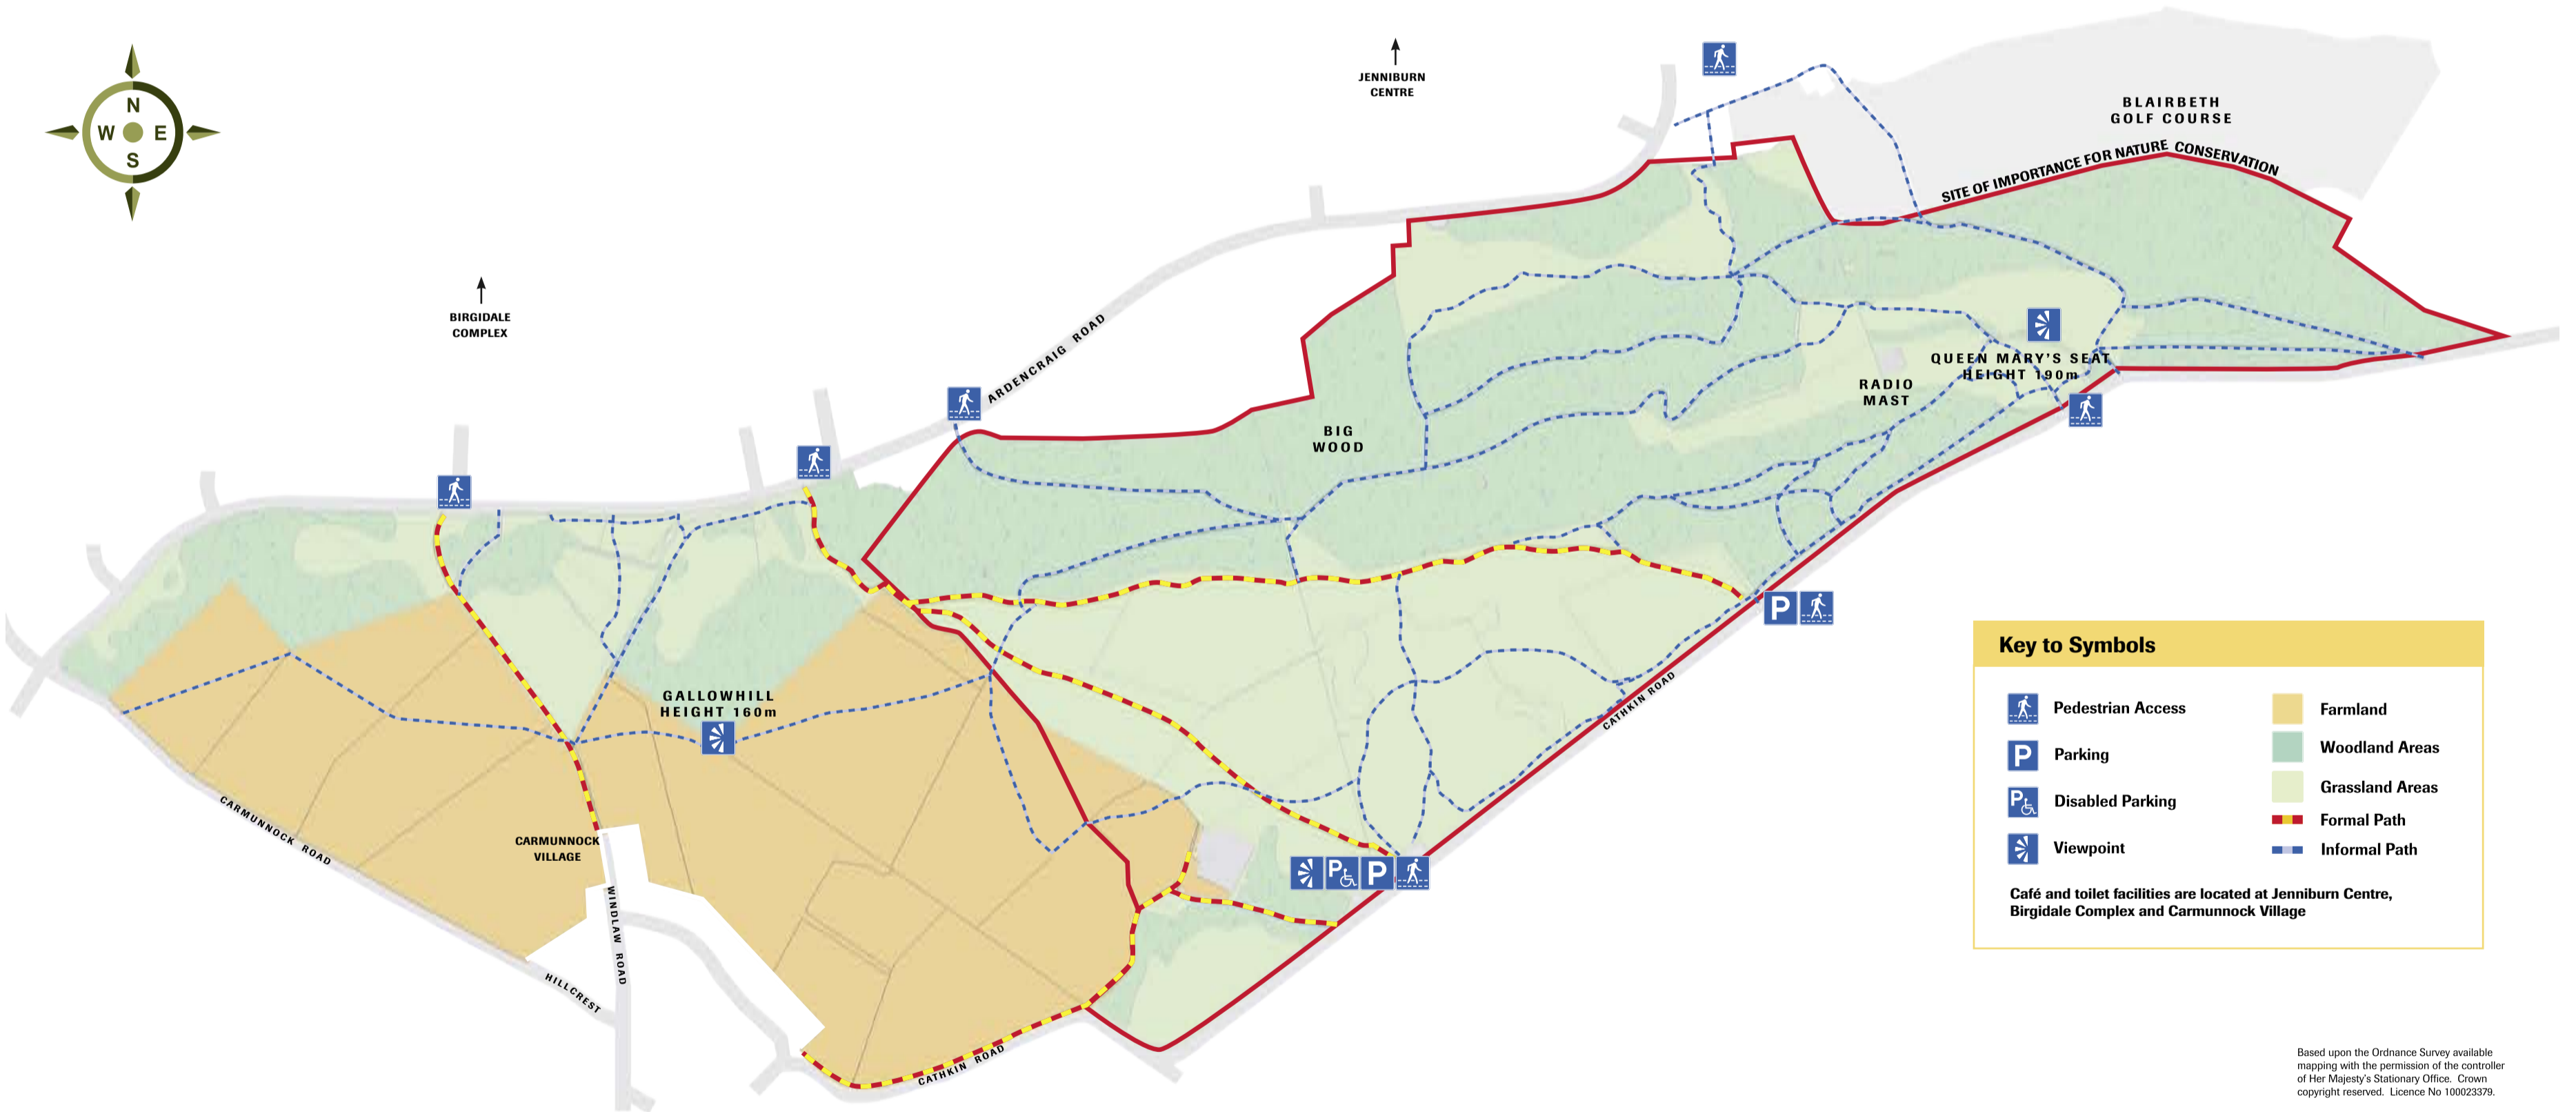 N
W E
S
JENNIBURN
CENTRE
BLAIRBETH
GOLF COURSE
SITE OF IMPORTANCE FOR NATURE CONSERVATION
BIRGIDALE
COMPLEX
ARDENCRAIG ROAD
QUEEN MARY'S SEAT
HEIGHT 190m
RADIO
MAST
BIG
WOOD
P
GALLOWHILL
HEIGHT 160m
CATHKIN ROAD
CARMUNNOCK ROAD
CARMUNNOCK
VILLAGE
P P
WINDLAW ROAD
HILLCREST
CATHKIN ROAD
Key to Symbols
Pedestrian Access
P Parking
P Disabled Parking
Viewpoint
Farmland
Woodland Areas
Grassland Areas
Formal Path
Informal Path
Café and toilet facilities are located at Jenniburn Centre,
Birgidale Complex and Carmunnock Village
Based upon the Ordnance Survey available
mapping with the permission of the controller
of Her Majesty's Stationary Office. Crown
copyright reserved. Licence No 100023379.